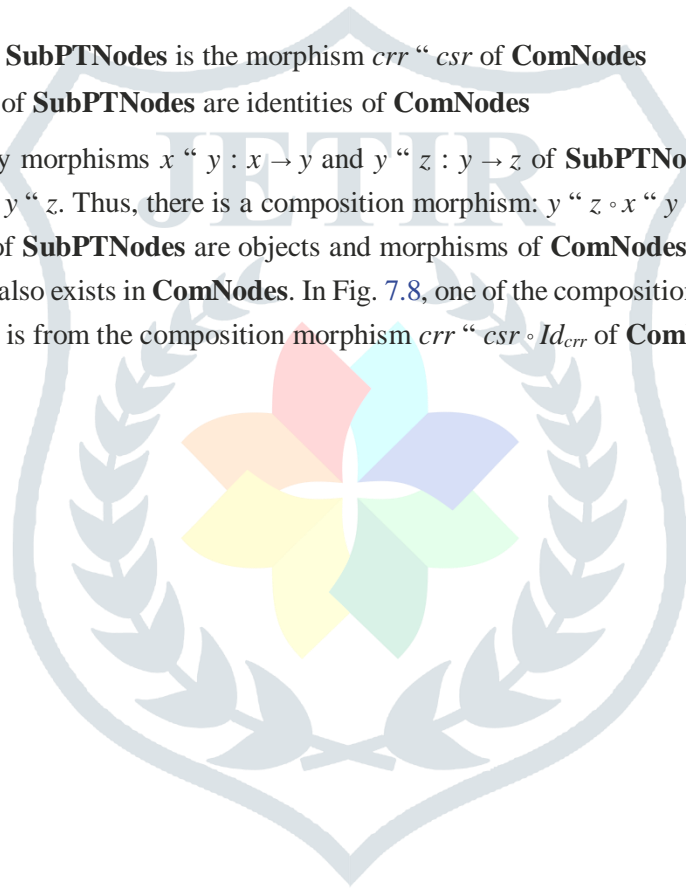 SubPTNodes is the morphism crr “ csr of ComNodes
of SubPTNodes are identities of ComNodes
y morphisms x “ y : x → y and y “ z : y → z of SubPTNo
y “ z. Thus, there is a composition morphism: y “ z ∘ x “ y
of SubPTNodes are objects and morphisms of ComNodes
also exists in ComNodes. In Fig. 7.8, one of the composition
is from the composition morphism crr “ csr ∘ Id_crr of Com
JETIR